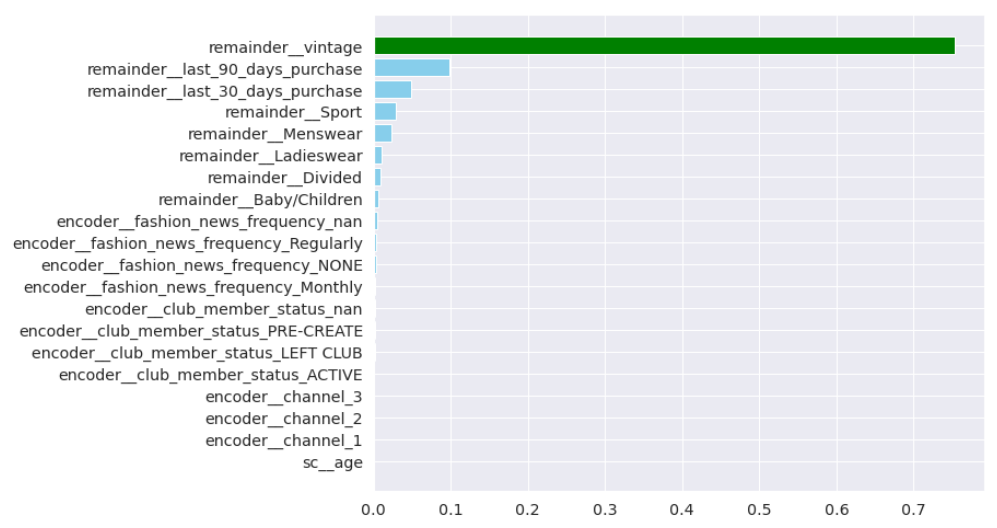 remainder__vintage
remainder__last_90_days_purchase
remainder__last_30_days_purchase
remainder__Sport
remainder__Menswear
remainder__Ladieswear
remainder__Divided
remainder__Baby/Children
encoder__fashion_news_frequency_nan
encoder__fashion_news_frequency_Regularly
encoder__fashion_news_frequency_NONE
encoder__fashion_news_frequency_Monthly
encoder__club_member_status_nan
encoder__club_member_status_PRE-CREATE
encoder__club_member_status_LEFT CLUB
encoder__club_member_status_ACTIVE
encoder__channel_3
encoder__channel_2
encoder__channel_1
sc__age
0.0 0.1 0.2 0.3 0.4 0.5 0.6 0.7